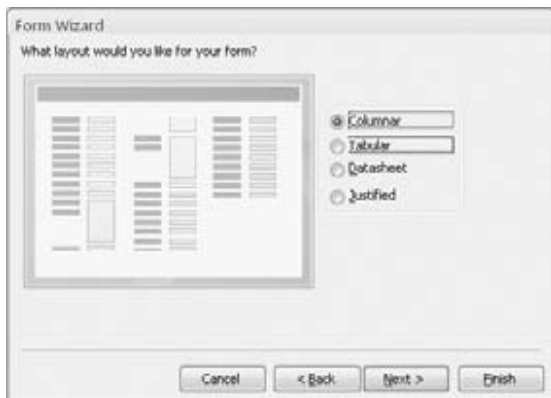 Form Wizard
What layout would you like for your form?
Columnar
Tabular
Datasheet
Justified
Cancel
< Back
Next >
Finish